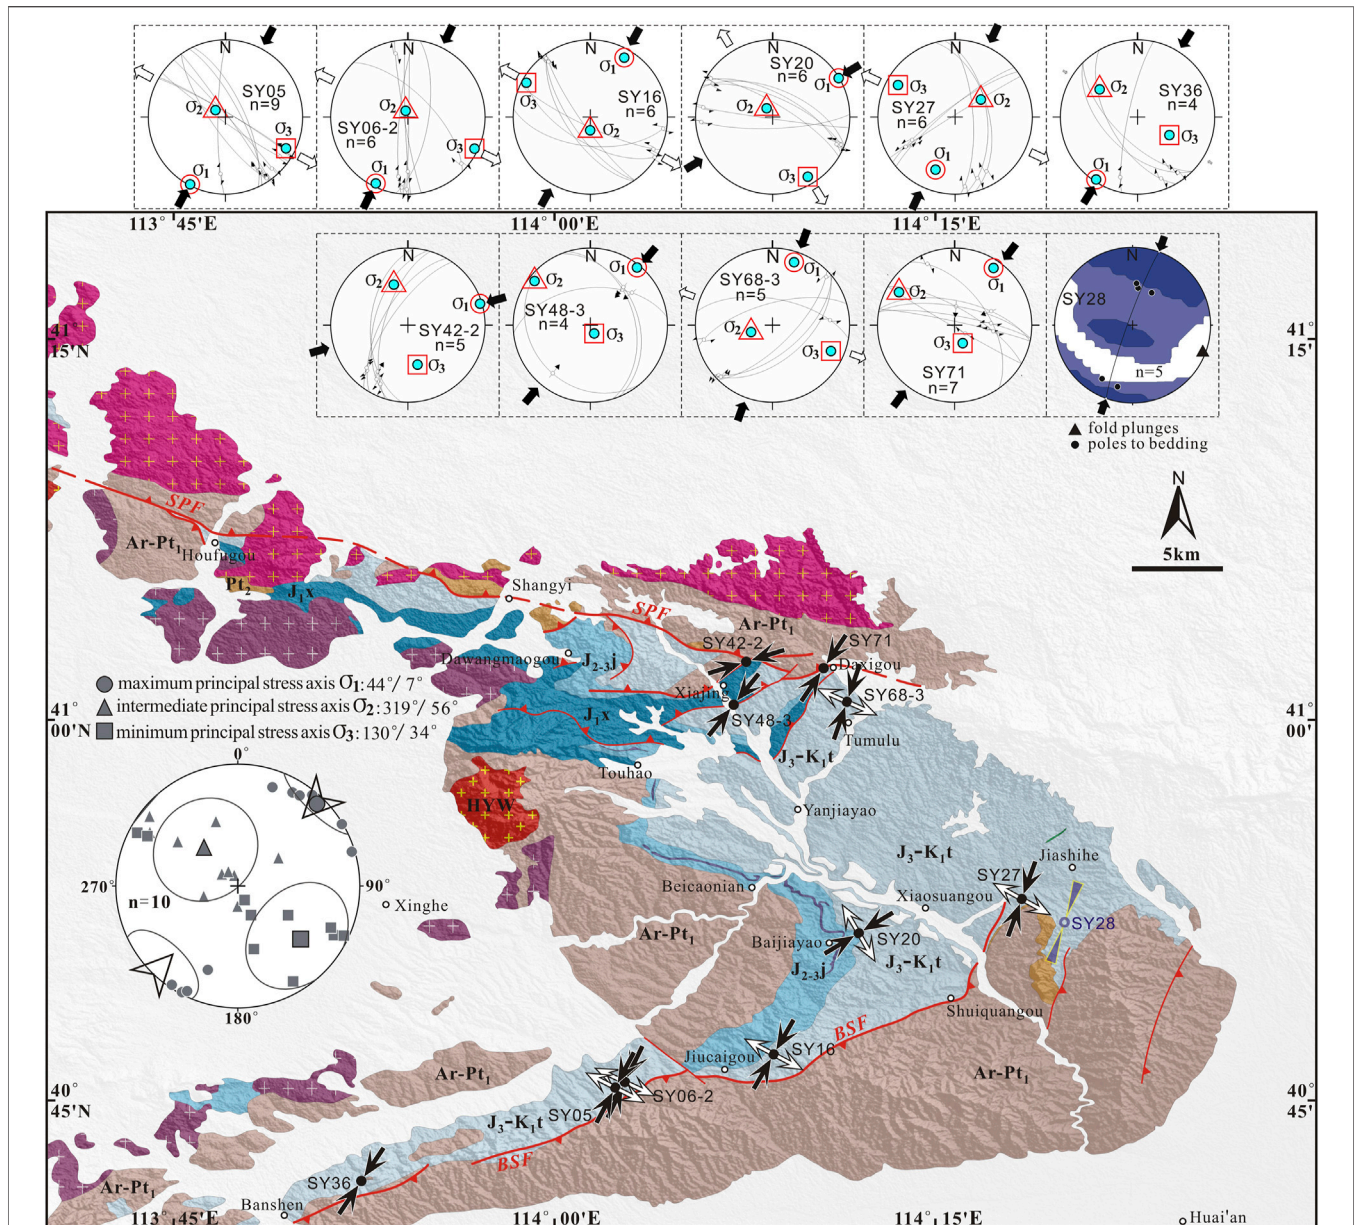 N
SY05
n=9
σ2
σ3
σ1
N
σ2
SY06-2
n=6
σ3
σ1
N
σ1
σ3
SY16
n=6
σ2
N
SY20
n=6
σ1
σ2
σ3
N
σ3
SY27
n=6
σ2
σ1
N
σ2
SY36
n=4
σ3
σ1
113°45'E
114°00'E
114°15'E
N
σ2
σ1
SY42-2
n=5
σ3
N
σ1
σ2
SY48-3
n=4
σ3
N
σ1
SY68-3
n=5
σ2
σ3
N
σ1
σ2
σ3
SY71
n=7
N
SY28
n=5
41°
15'N
41°
15'
▲ fold plunges
● poles to bedding
N
5km
SPF
Ar-Pt1
Houfugou
Pt2
J1x
Shangyi
SPF
Ar-Pt1
SY42-2
SY71
Dawangmaogou
J2-3j
Daxigou
Xiajing
SY68-3
maximum principal stress axis σ1:44°/7°
intermediate principal stress axis σ2:319°/56°
minimum principal stress axis σ3:130°/34°
J1x
SY48-3
Tumulu
41°
00'N
41°
00'
J3-K1t
Touhao
0°
HYW
Yanjiayao
J3-K1t
Jiashihe
270°
90°
n=10
Xinghe
Beicaonian
Xiaosuangou
SY27
SY28
Ar-Pt1
Baijiayao
SY20
J3-K1t
J2-3j
180°
Shuiquangou
BSF
Jiucaigou
SY16
Ar-Pt1
Ar-Pt1
40°
45'N
40°
45'
SY05
SY06-2
J3-K1t
BSF
SY36
Ar-Pt1
Banshen
113°45'E
114°00'E
114°15'E
Huai'an